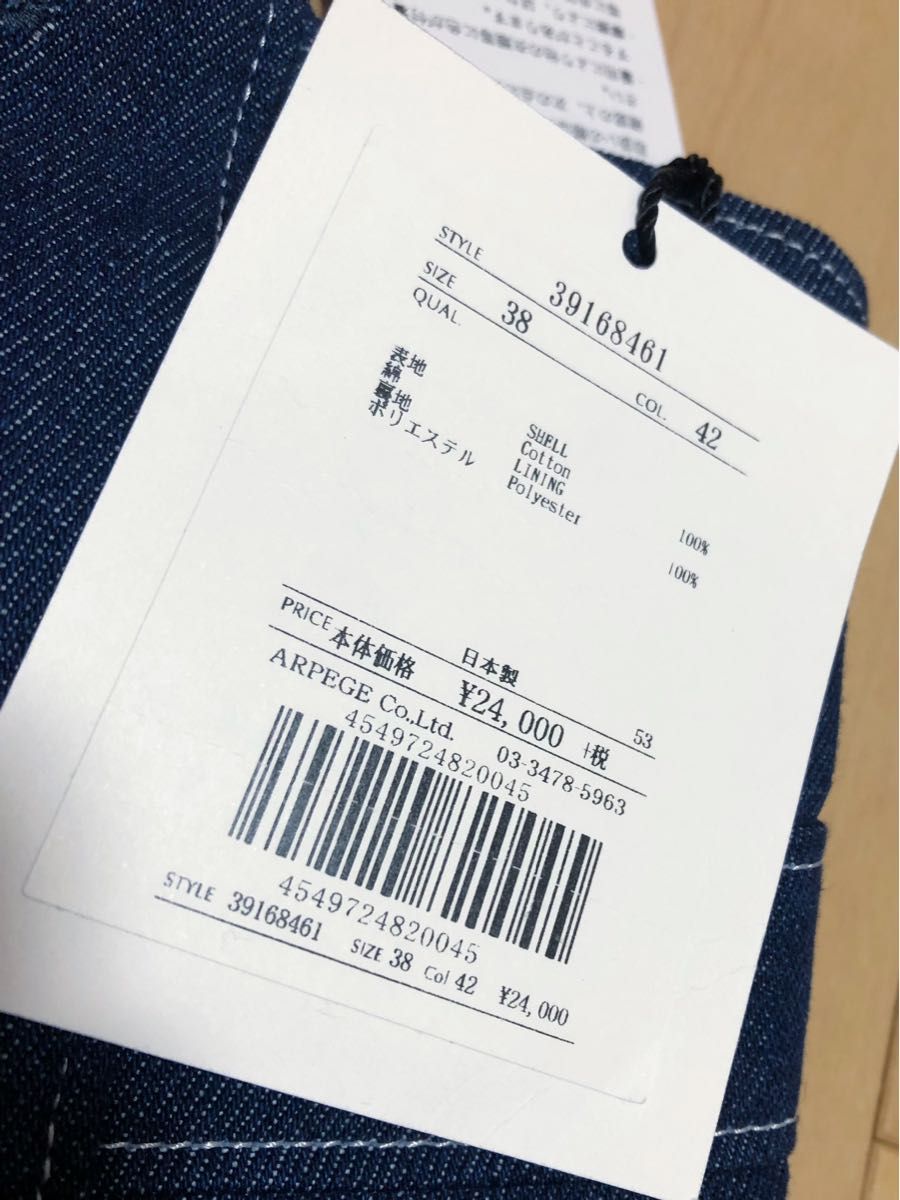 STYLE 39168461
SIZE 38 COL. 42
QUAL.
表地 SHELL
綿 Cotton 100%
裏地 LINING
ポリエステル Polyester 100%
日本製 53
PRICE 本体価格 ¥24,000 +税
ARPEGE Co.,Ltd. 03-3478-5963
4549724820045
4549724820045
STYLE 39168461 SIZE 38 Col 42 ¥24,000